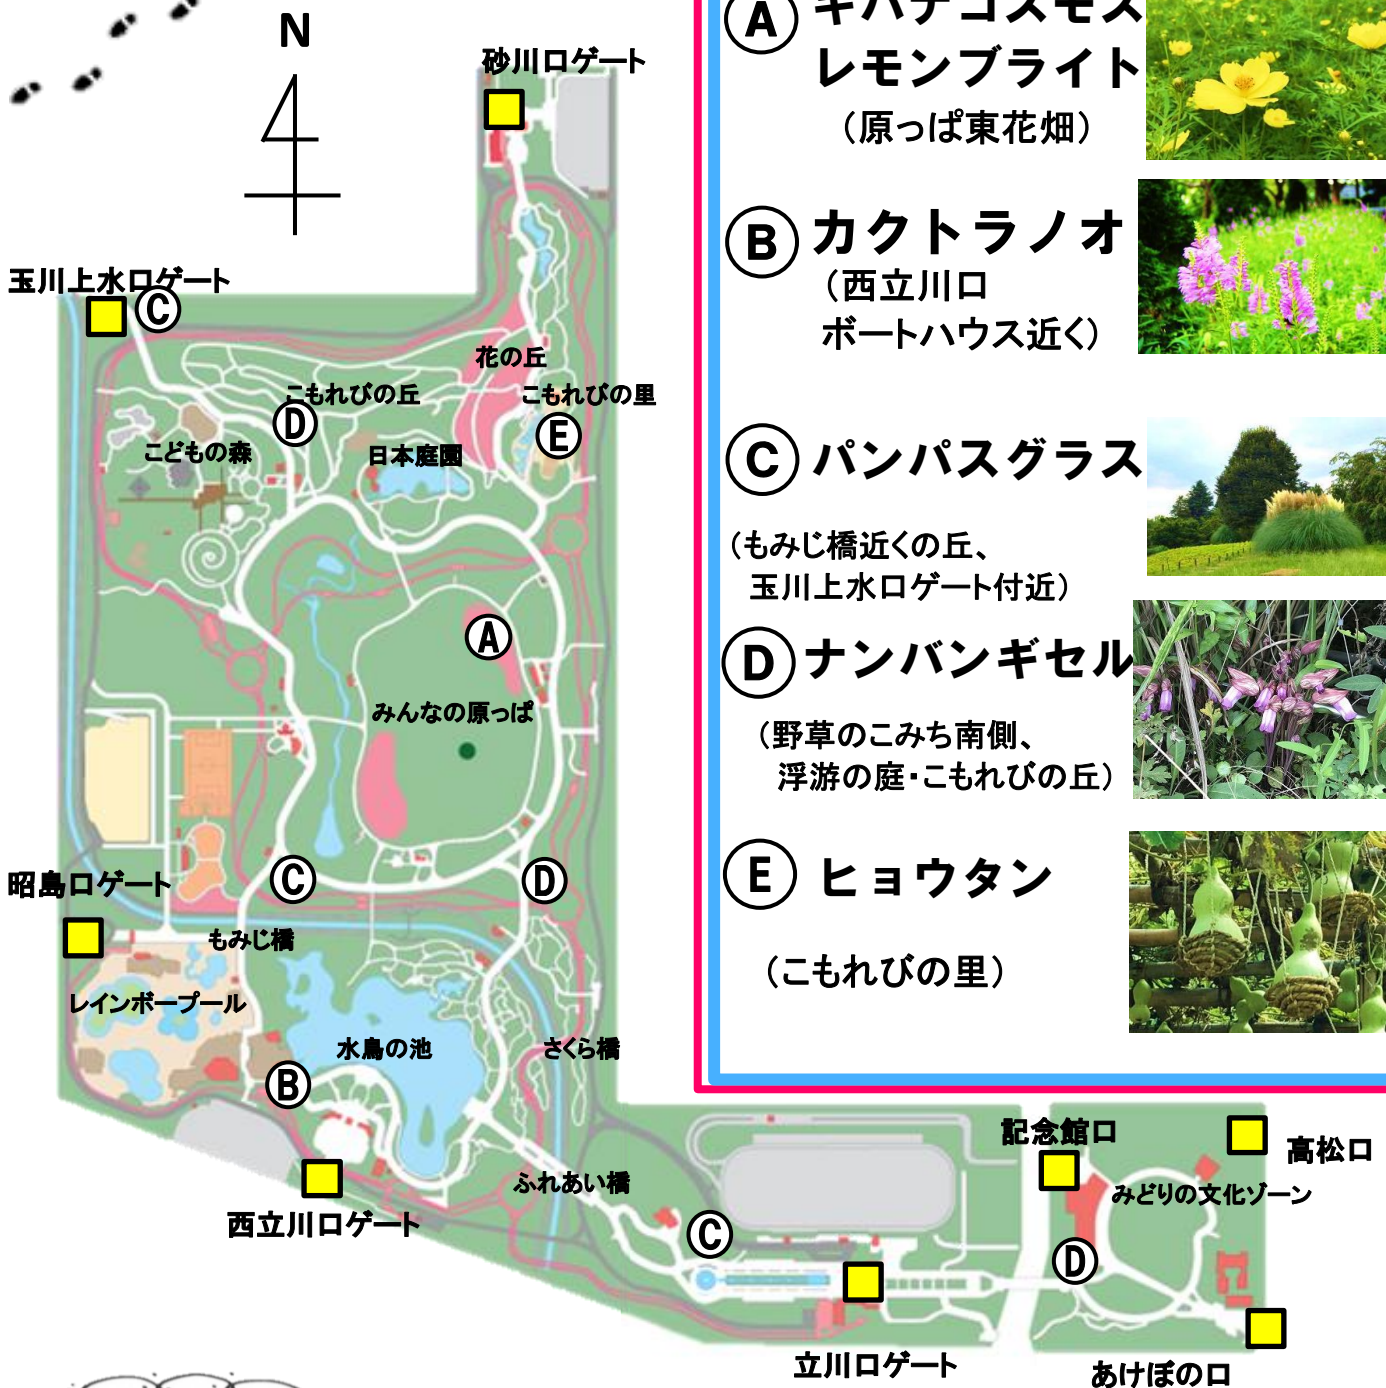 N
砂川口ゲート
玉川上水口ゲート
C
花の丘
こもれびの丘
こもれびの里
D
E
こどもの森
日本庭園
A
みんなの原っぱ
昭島口ゲート
C
D
もみじ橋
レインボープール
水鳥の池
さくら橋
B
ふれあい橋
西立川口ゲート
C
立川口ゲート
記念館口
高松口
みどりの文化ゾーン
D
あけぼの口
A キバナコスモス
レモンブライト
（原っぱ東花畑）
B カクトラノオ
（西立川口
ボートハウス近く）
C パンパスグラス
（もみじ橋近くの丘、
玉川上水口ゲート付近）
D ナンバンギセル
（野草のこみち南側、
浮游の庭・こもれびの丘）
E ヒョウタン
（こもれびの里）